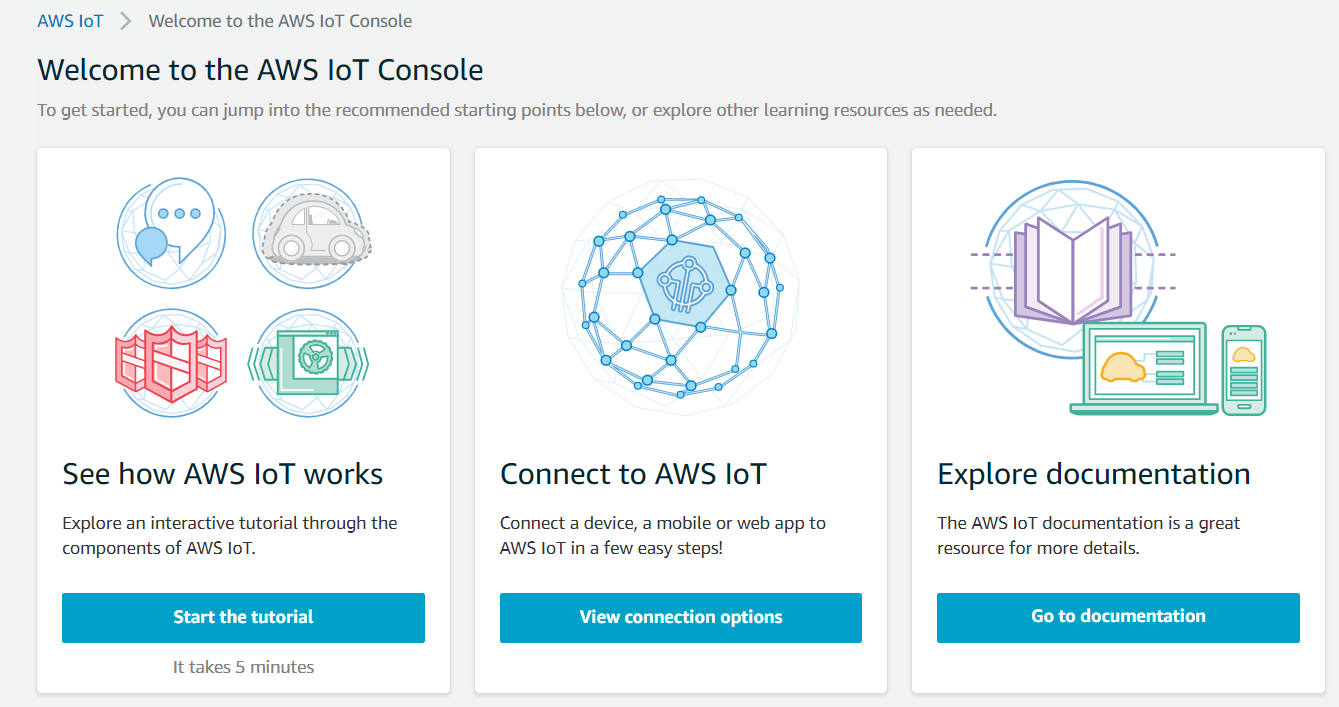 AWS IoT > Welcome to the AWS IoT Console
Welcome to the AWS IoT Console
To get started, you can jump into the recommended starting points below, or explore other learning resources as needed.
See how AWS IoT works
Explore an interactive tutorial through the
components of AWS IoT.
Start the tutorial
It takes 5 minutes
Connect to AWS IoT
Connect a device, a mobile or web app to
AWS IoT in a few easy steps!
View connection options
Explore documentation
The AWS IoT documentation is a great
resource for more details.
Go to documentation